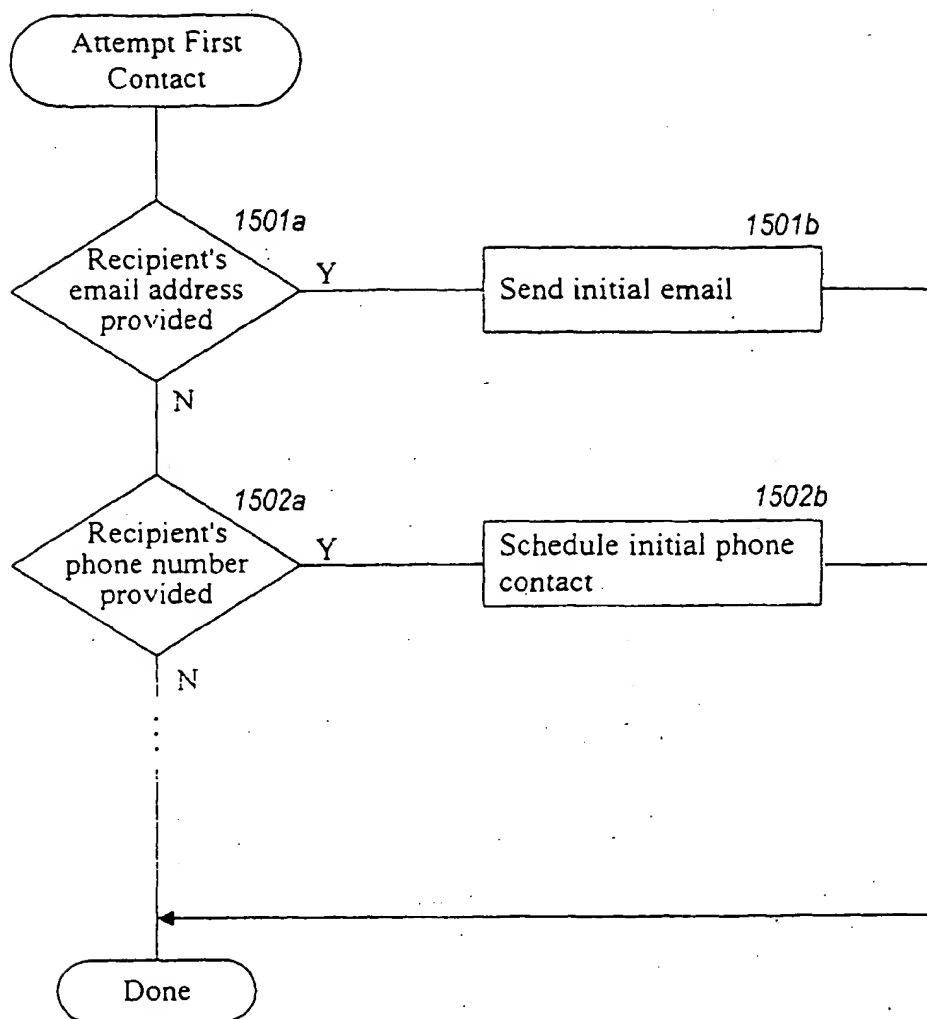 Attempt First
Contact
1501a
Recipient's
email address
provided
Y
N
1501b
Send initial email
1502a
Recipient's
phone number
provided
Y
N
1502b
Schedule initial phone
contact
Done